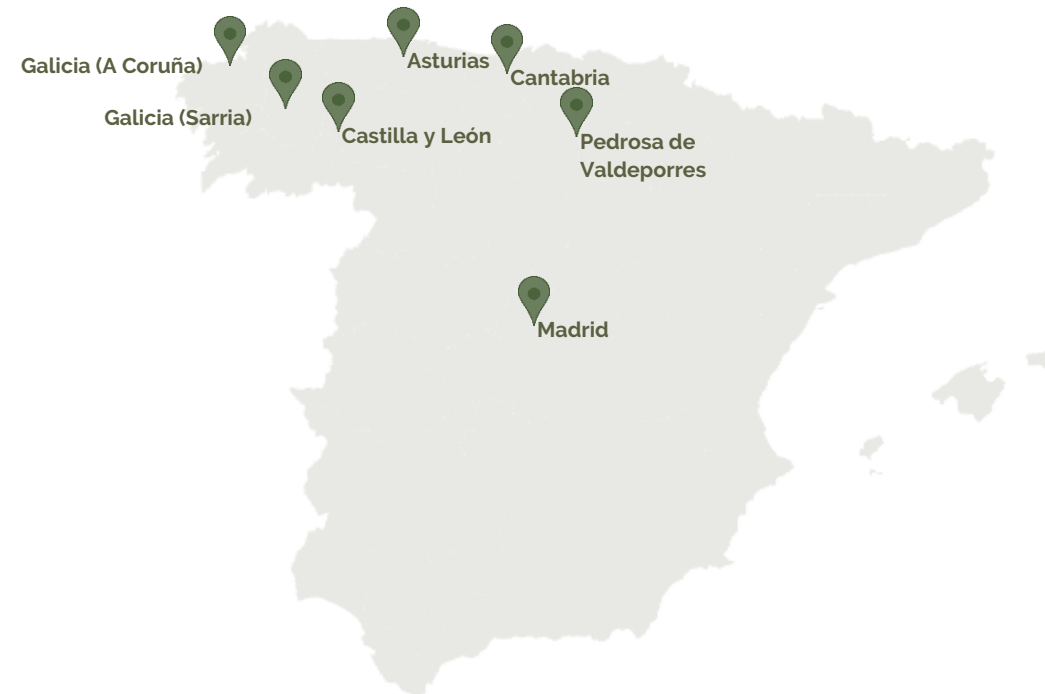 Galicia (A Coruña)
Asturias
Cantabria
Galicia (Sarria)
Castilla y León
Pedrosa de
Valdeporres
Madrid